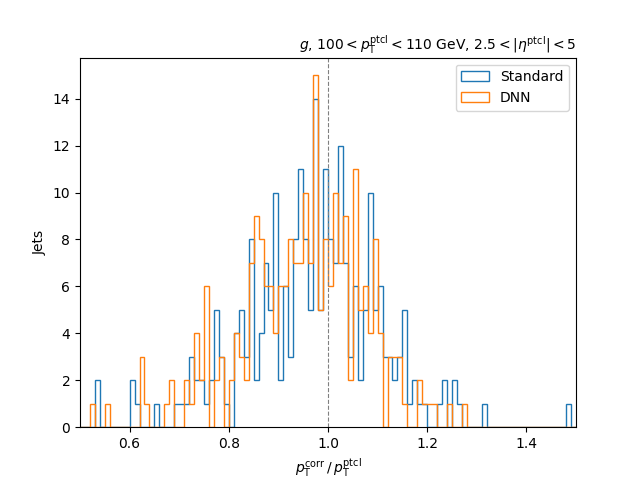 g, 100 < p_T^ptcl < 110 GeV, 2.5 < |η^ptcl| < 5
Standard
DNN
14
12
10
8
6
4
2
0
Jets
0.6 0.8 1.0 1.2 1.4
p_T^corr / p_T^ptcl